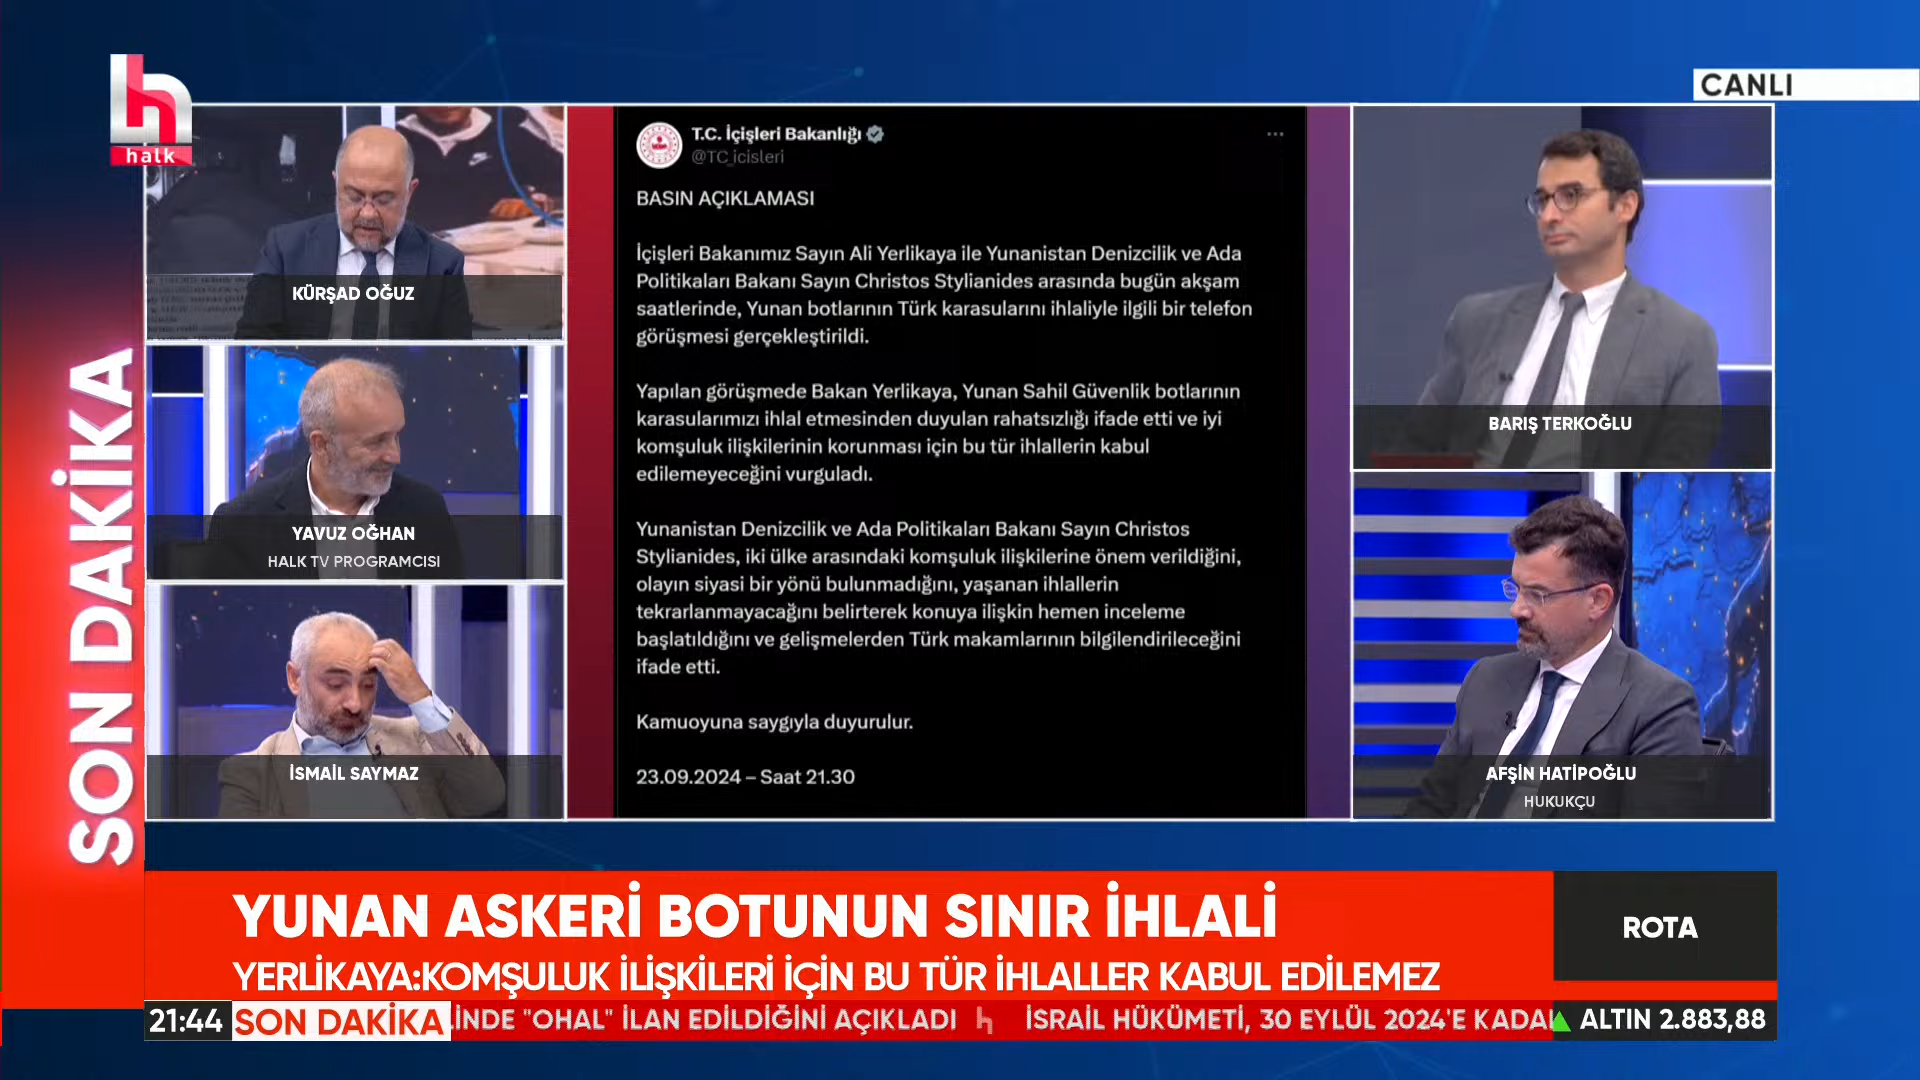 halk
CANLI
SON DAKİKA
KÜRŞAD OĞUZ
YAVUZ OĞHAN
HALK TV PROGRAMCISI
İSMAİL SAYMAZ
T.C. İçişleri Bakanlığı
@TC_icisleri
BASIN AÇIKLAMASI
İçişleri Bakanımız Sayın Ali Yerlikaya ile Yunanistan Denizcilik ve Ada
Politikaları Bakanı Sayın Christos Stylianides arasında bugün akşam
saatlerinde, Yunan botlarının Türk karasularını ihlaliyle ilgili bir telefon
görüşmesi gerçekleştirildi.
Yapılan görüşmede Bakan Yerlikaya, Yunan Sahil Güvenlik botlarının
karasularımızı ihlal etmesinden duyulan rahatsızlığı ifade etti ve iyi
komşuluk ilişkilerinin korunması için bu tür ihlallerin kabul
edilemeyeceğini vurguladı.
Yunanistan Denizcilik ve Ada Politikaları Bakanı Sayın Christos
Stylianides, iki ülke arasındaki komşuluk ilişkilerine önem verildiğini,
olayın siyasi bir yönü bulunmadığını, yaşanan ihlallerin
tekrarlanmayacağını belirterek konuya ilişkin hemen inceleme
başlatıldığını ve gelişmelerden Türk makamlarının bilgilendirileceğini
ifade etti.
Kamuoyuna saygıyla duyurulur.
23.09.2024 – Saat 21.30
BARIŞ TERKOĞLU
AFŞİN HATİPOĞLU
HUKUKÇU
YUNAN ASKERİ BOTUNUN SINIR İHLALİ
YERLİKAYA:KOMŞULUK İLİŞKİLERİ İÇİN BU TÜR İHLALLER KABUL EDİLEMEZ
ROTA
21:44 SON DAKİKA LİNDE "OHAL" İLAN EDİLDİĞİNİ AÇIKLADI h İSRAİL HÜKÜMETİ, 30 EYLÜL 2024'E KADA ALTIN 2.883,88